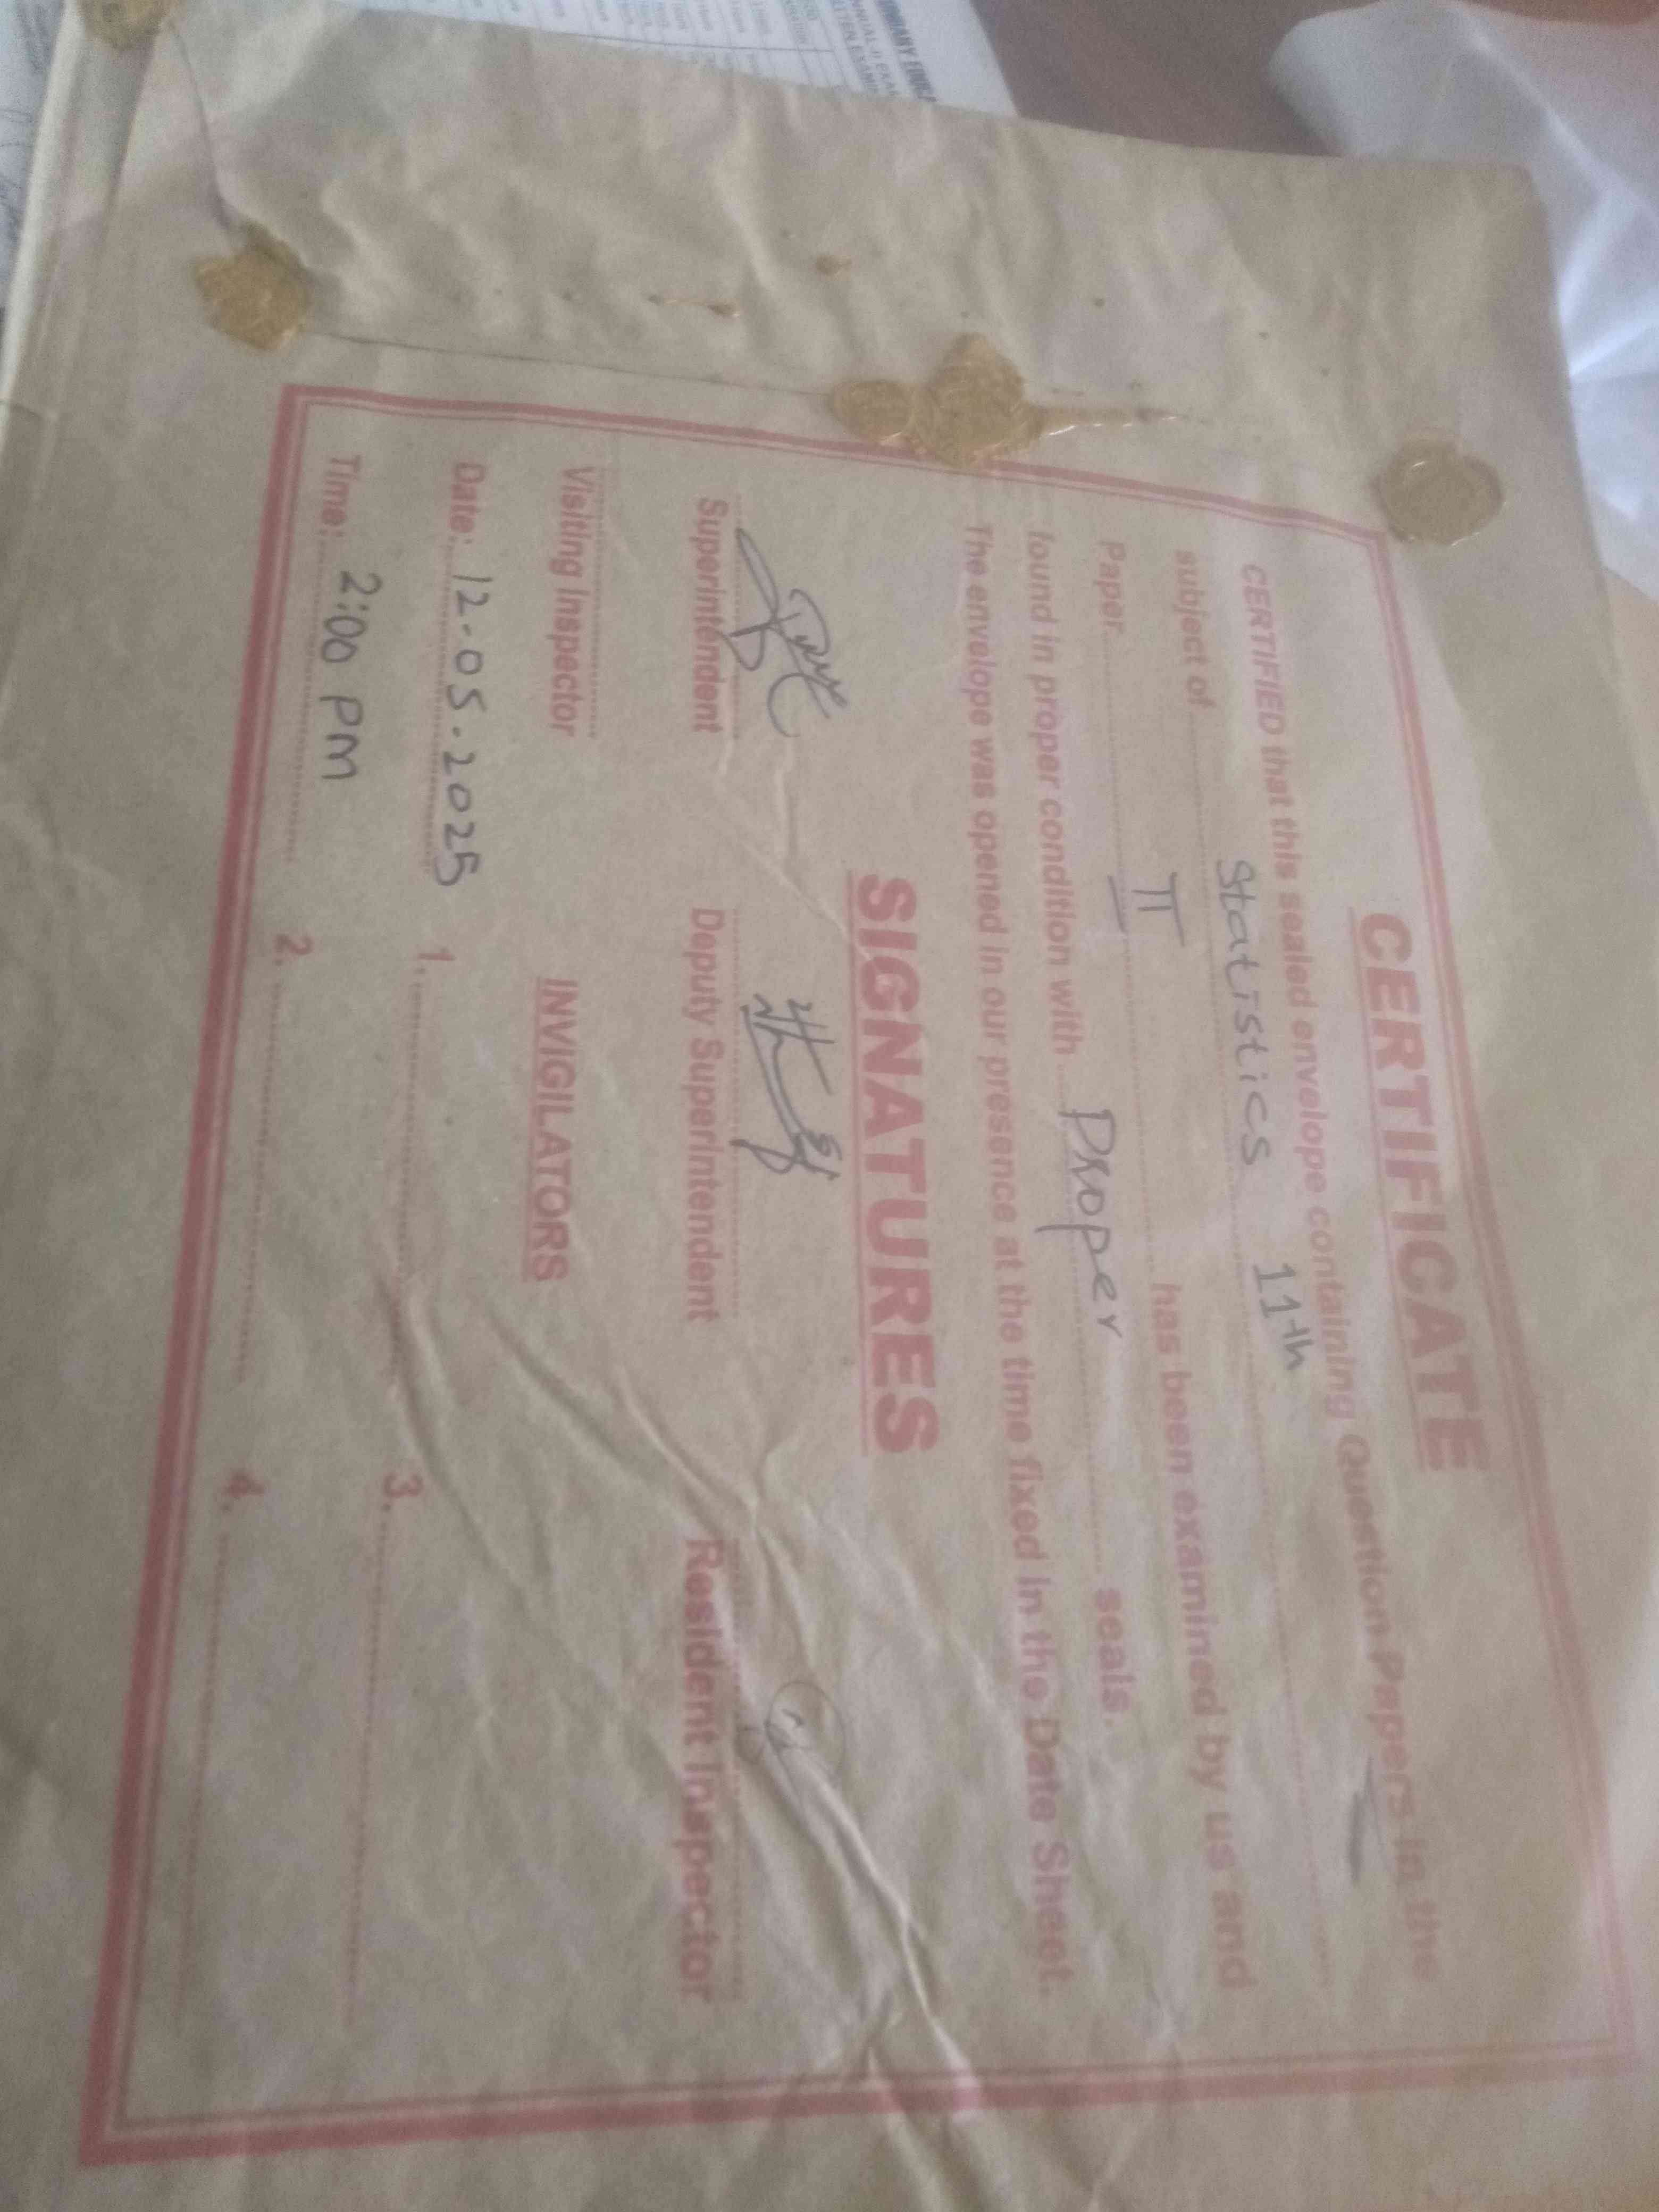 CERTIFICATE
CERTIFIED that this sealed envelope containing Question Papers in the
subject of Statistics 11th
Paper II has been examined by us and
found in proper condition with Proper seals.
The envelope was opened in our presence at the time fixed in the Date Sheet.
SIGNATURES
Superintendent Deputy Superintendent Resident Inspector
Visiting Inspector INVIGILATORS
Date: 12.05.2025 1. 3.
Time: 2:00 PM 2. 4.